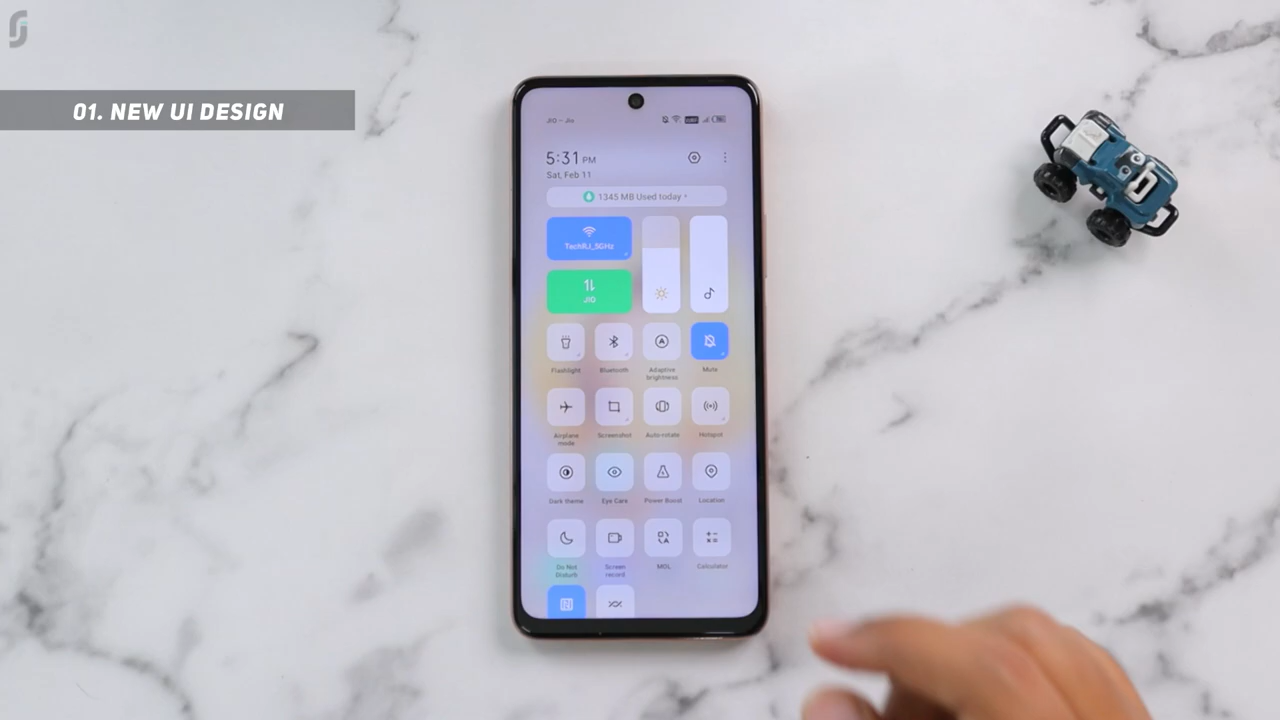 01. NEW UI DESIGN
JIO – Jio
5:31 PM
Sat, Feb 11
1345 MB Used today
TechRJ_5GHz
JIO
Flashlight
Bluetooth
Adaptive
brightness
Mute
Airplane
mode
Screenshot
Auto-rotate
Hotspot
Dark theme
Eye Care
Power Boost
Location
Do Not
Disturb
Screen
record
MOL
Calculator